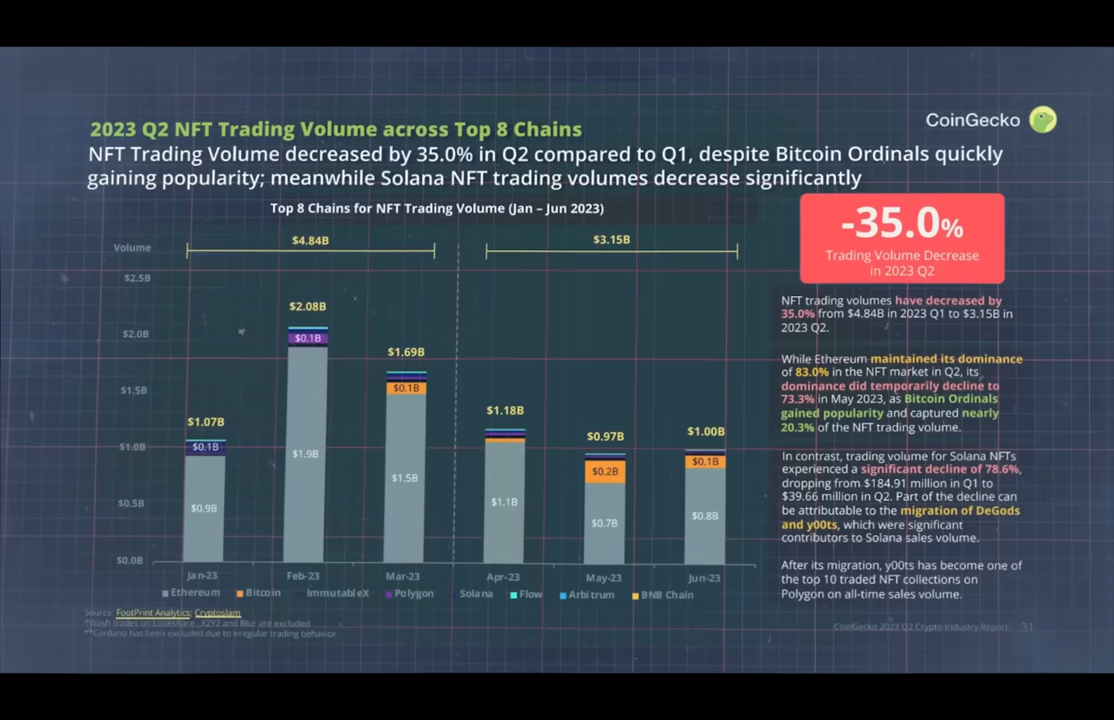 CoinGecko
2023 Q2 NFT Trading Volume across Top 8 Chains
NFT Trading Volume decreased by 35.0% in Q2 compared to Q1, despite Bitcoin Ordinals quickly
gaining popularity; meanwhile Solana NFT trading volumes decrease significantly
Top 8 Chains for NFT Trading Volume (Jan – Jun 2023)
Volume
$4.84B
$3.15B
$2.5B
$2.0B
$1.5B
$1.0B
$0.5B
$0.0B
$1.07B
$0.1B
$0.9B
$2.08B
$0.1B
$1.9B
$1.69B
$0.1B
$1.5B
$1.18B
$1.1B
$0.97B
$0.2B
$0.7B
$1.00B
$0.1B
$0.8B
Jan-23
Feb-23
Mar-23
Apr-23
May-23
Jun-23
Ethereum
Bitcoin
ImmutableX
Polygon
Solana
Flow
Arbitrum
BNB Chain
Source: FootPrint Analytics; Cryptoslam
*Wash trades on LooksRare, X2Y2 and Blur are excluded
**Cardano has been excluded due to irregular trading behavior
-35.0%
Trading Volume Decrease
in 2023 Q2
NFT trading volumes have decreased by
35.0% from $4.84B in 2023 Q1 to $3.15B in
2023 Q2.
While Ethereum maintained its dominance
of 83.0% in the NFT market in Q2, its
dominance did temporarily decline to
73.3% in May 2023, as Bitcoin Ordinals
gained popularity and captured nearly
20.3% of the NFT trading volume.
In contrast, trading volume for Solana NFTs
experienced a significant decline of 78.6%,
dropping from $184.91 million in Q1 to
$39.66 million in Q2. Part of the decline can
be attributable to the migration of DeGods
and y00ts, which were significant
contributors to Solana sales volume.
After its migration, y00ts has become one of
the top 10 traded NFT collections on
Polygon on all-time sales volume.
CoinGecko 2023 Q2 Crypto Industry Report
31